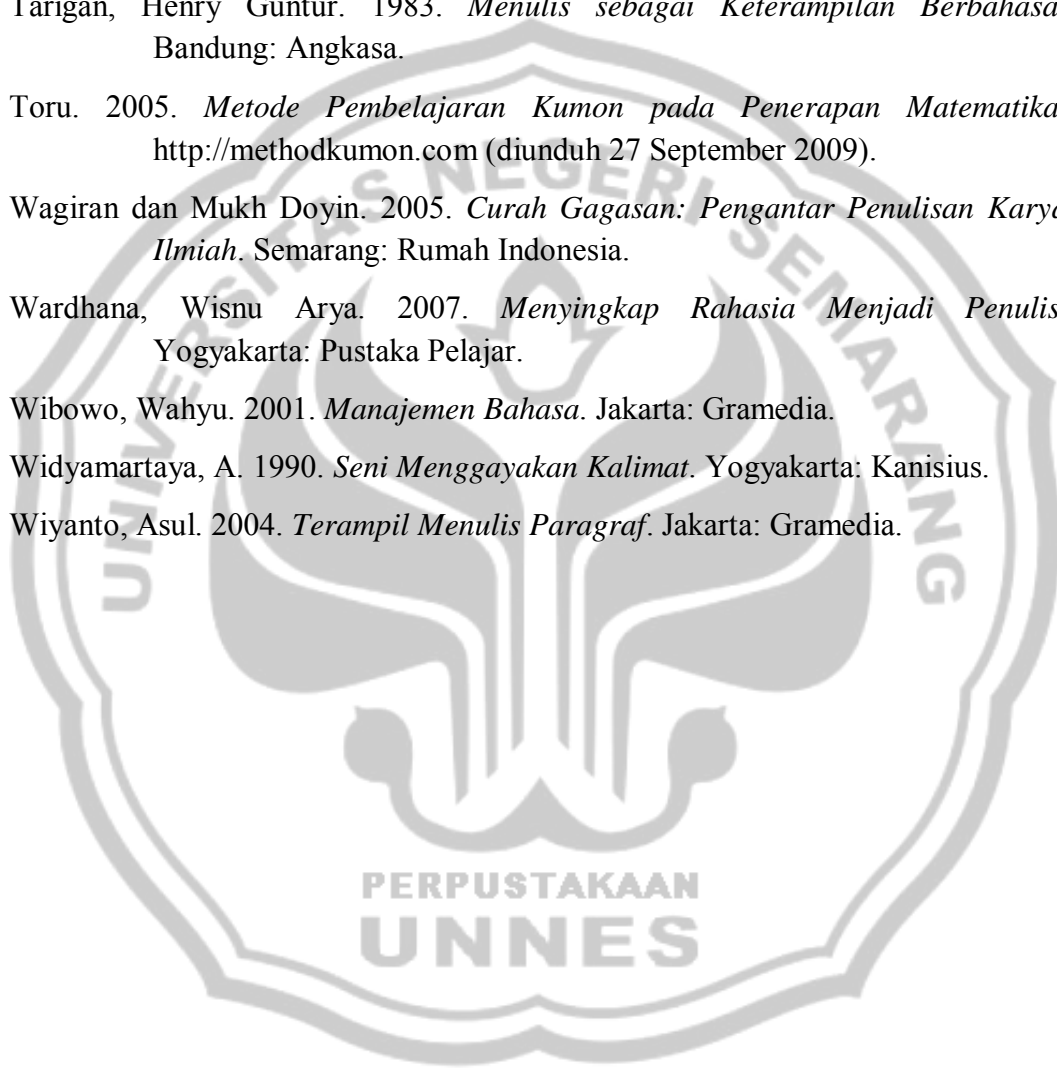 Tarigan, Henry Guntur. 1983. Menulis sebagai Keterampilan Berbahasa
Bandung: Angkasa.
Toru. 2005. Metode Pembelajaran Kumon pada Penerapan Matematika
http://methodkumon.com (diunduh 27 September 2009).
Wagiran dan Mukh Doyin. 2005. Curah Gagasan: Pengantar Penulisan Karya
Ilmiah. Semarang: Rumah Indonesia.
Wardhana, Wisnu Arya. 2007. Menyingkap Rahasia Menjadi Penulis
Yogyakarta: Pustaka Pelajar.
Wibowo, Wahyu. 2001. Manajemen Bahasa. Jakarta: Gramedia.
Widyamartaya, A. 1990. Seni Menggayakan Kalimat. Yogyakarta: Kanisius.
Wiyanto, Asul. 2004. Terampil Menulis Paragraf. Jakarta: Gramedia.
UNIVERSITAS NEGERI SEMARANG
PERPUSTAKAAN
UNNES